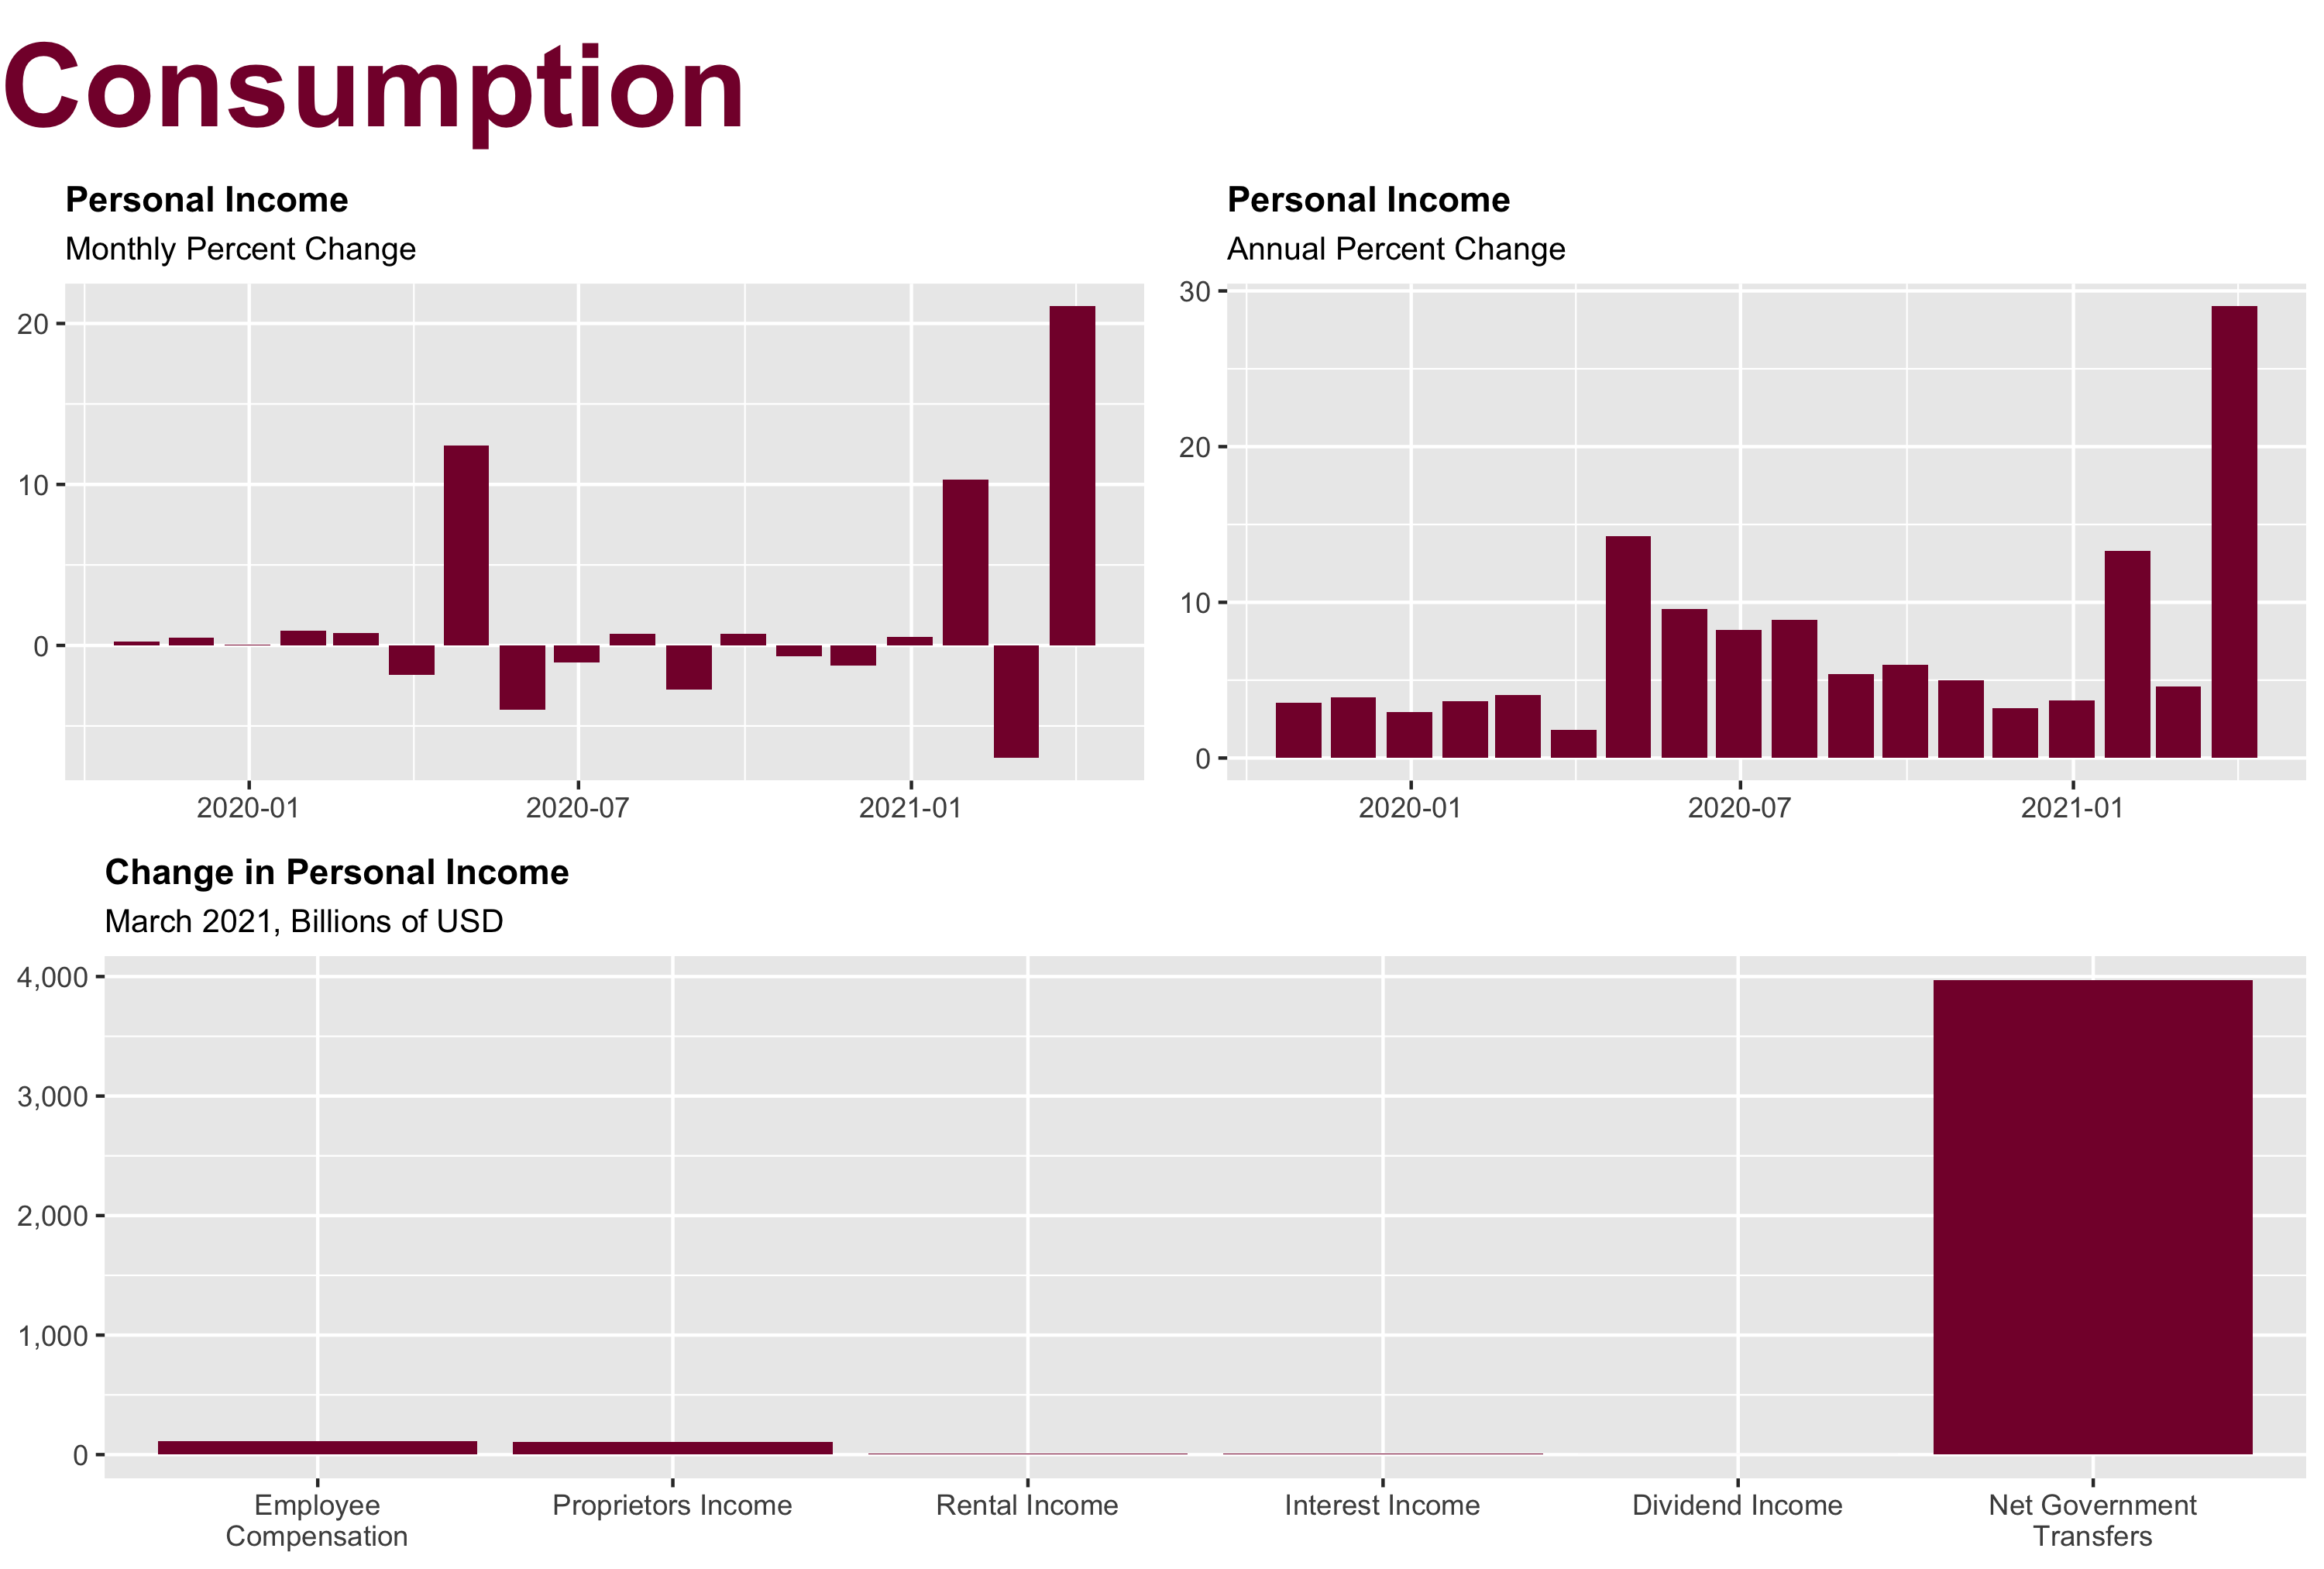 Consumption
Personal Income
Monthly Percent Change
20
10
0
2020-01 2020-07 2021-01
Personal Income
Annual Percent Change
30
20
10
0
2020-01 2020-07 2021-01
Change in Personal Income
March 2021, Billions of USD
4,000
3,000
2,000
1,000
0
Employee Compensation Proprietors Income Rental Income Interest Income Dividend Income Net Government Transfers